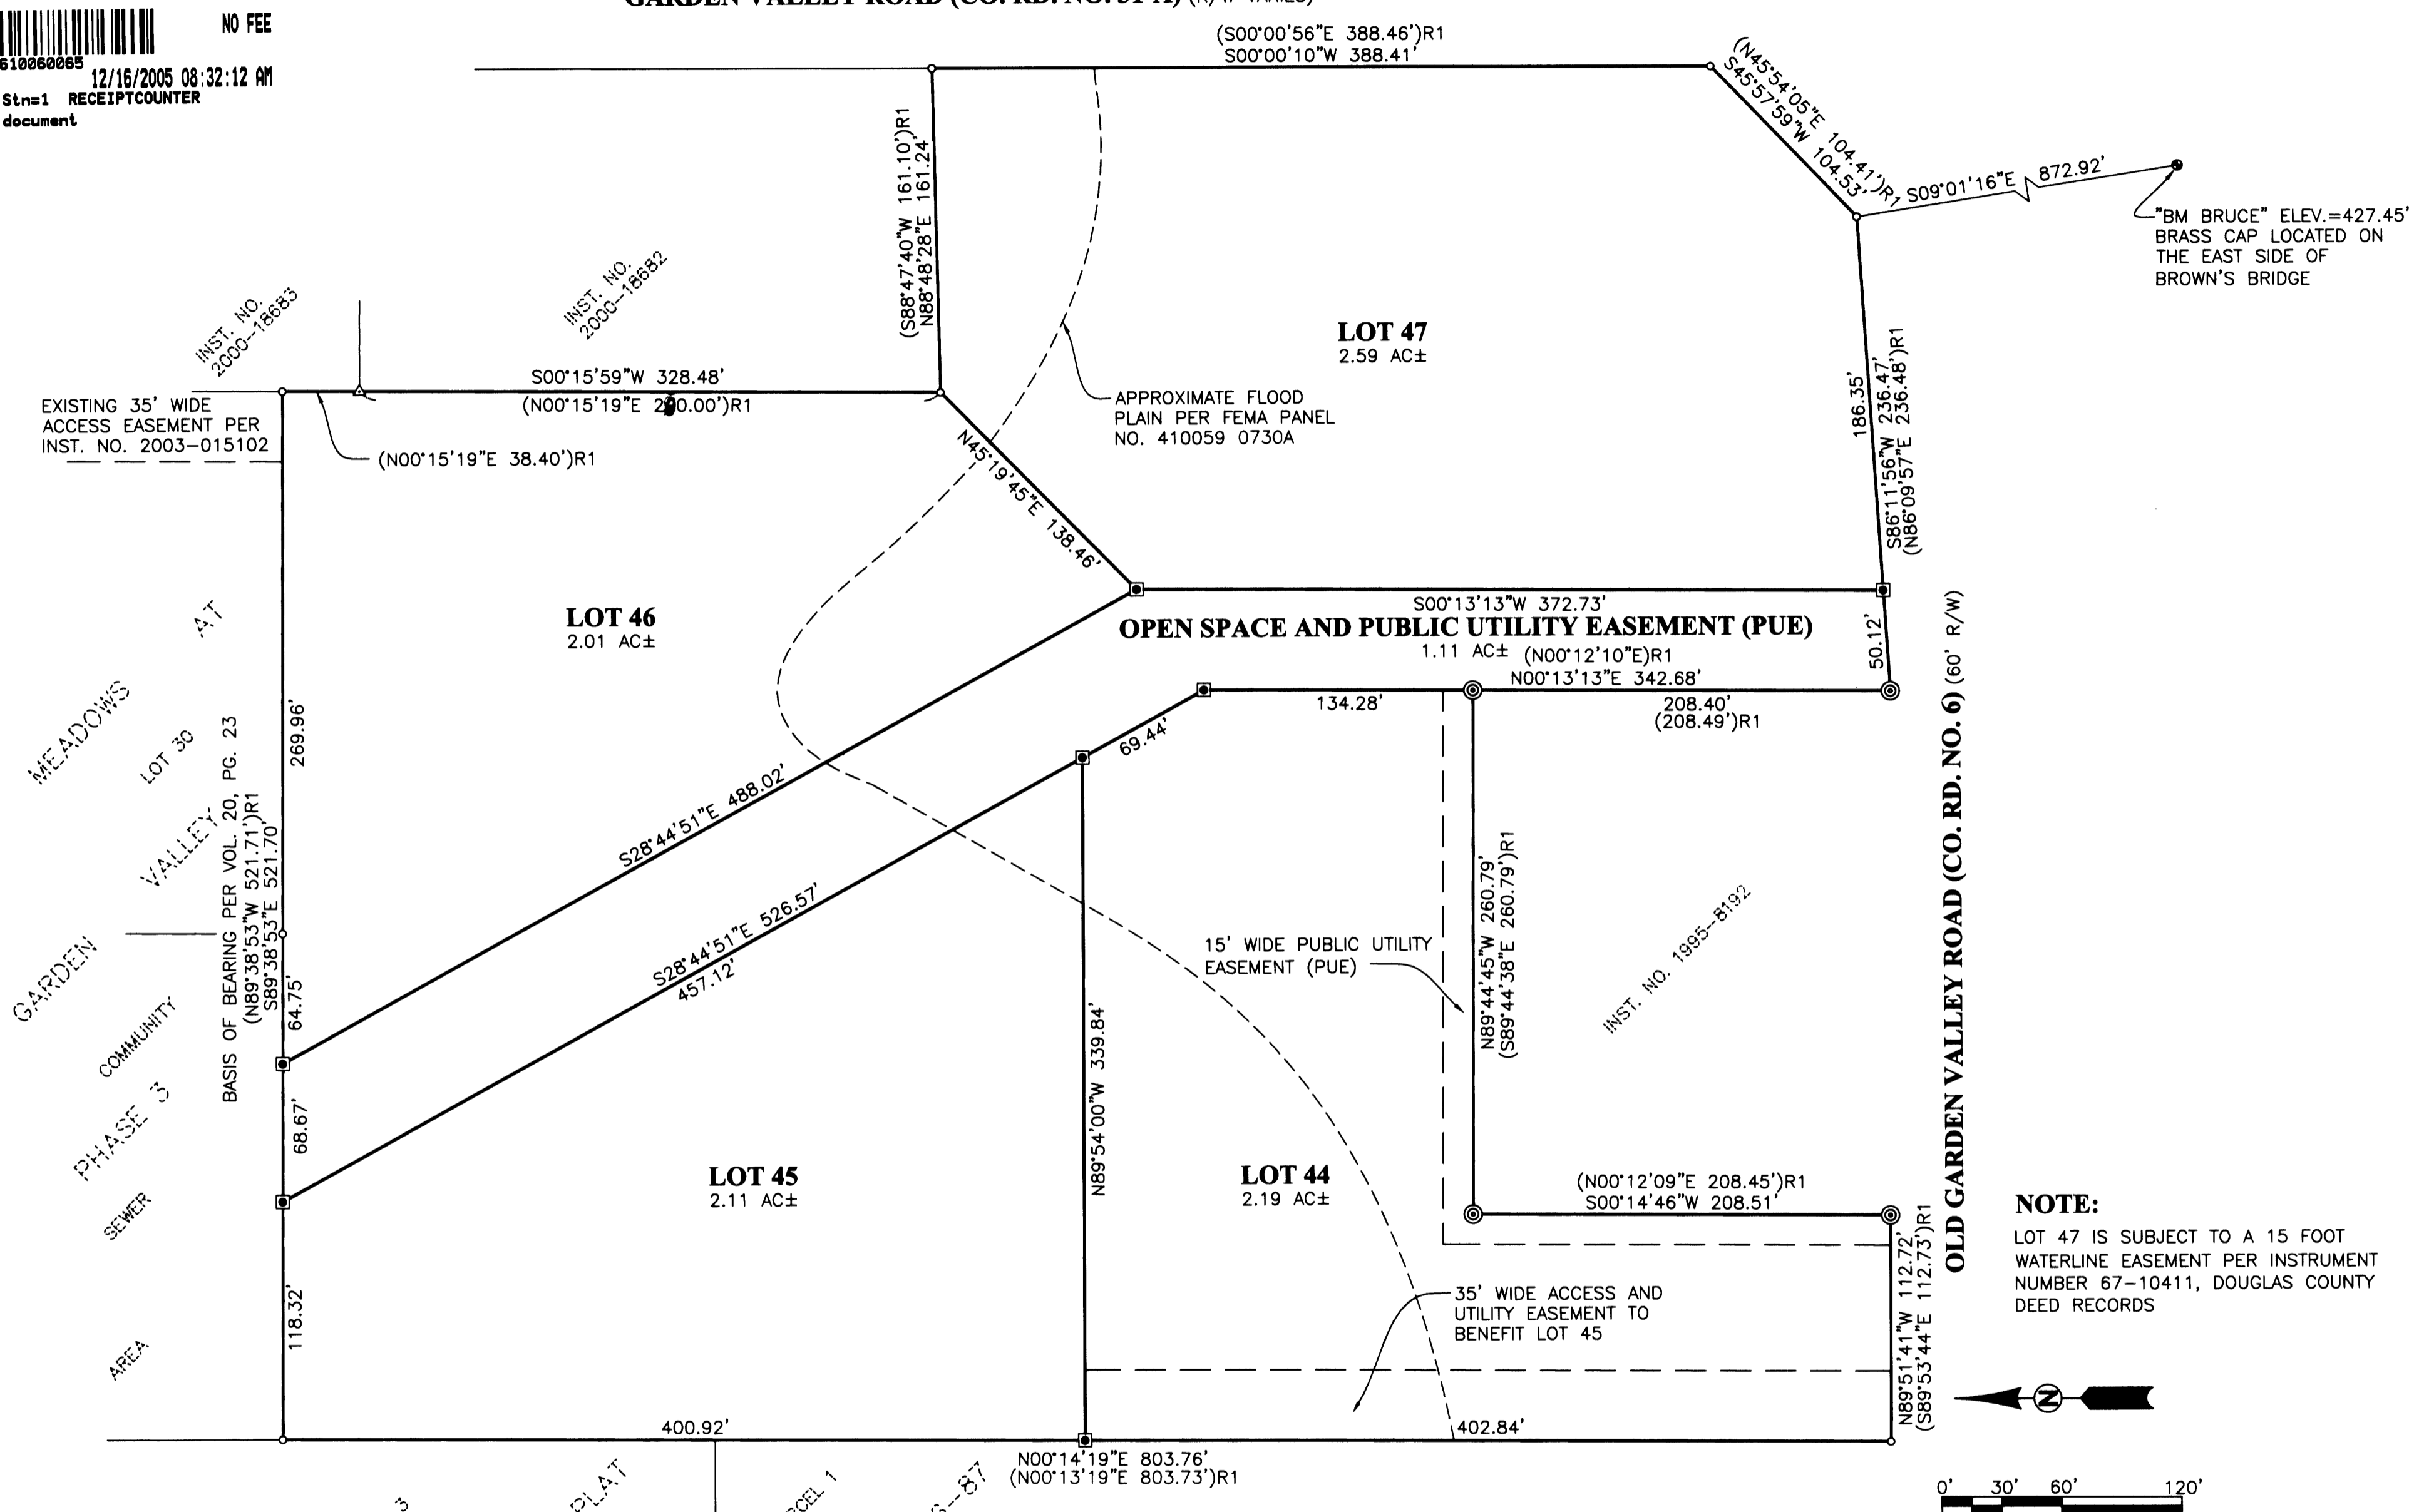 GARDEN VALLEY ROAD (CO. RD. NO. 31-A) (R/W VARIES)
NO FEE
610060065
12/16/2005 08:32:12 AM
Stn=1 RECEIPTCOUNTER
document
(S00°00'56"E 388.46')R1
S00°00'10"W 388.41'
(N45°54'05"E 104.41')R1
S45°57'59"W 104.53'
S09°01'16"E 872.92'
"BM BRUCE" ELEV.=427.45'
BRASS CAP LOCATED ON
THE EAST SIDE OF
BROWN'S BRIDGE
(S88°47'40"W 161.10')R1
N88°48'28"E 161.24'
INST. NO.
2000-18683
INST. NO.
2000-18682
LOT 47
2.59 AC±
S00°15'59"W 328.48'
(N00°15'19"E 290.00')R1
EXISTING 35' WIDE
ACCESS EASEMENT PER
INST. NO. 2003-015102
(N00°15'19"E 38.40')R1
APPROXIMATE FLOOD
PLAIN PER FEMA PANEL
NO. 410059 0730A
N45°19'45"E 138.46'
186.35'
S86°11'56"W 236.47'
(N86°09'57"E 236.48')R1
50.12'
LOT 46
2.01 AC±
S00°13'13"W 372.73'
OPEN SPACE AND PUBLIC UTILITY EASEMENT (PUE)
1.11 AC± (N00°12'10"E)R1
N00°13'13"E 342.68'
134.28'
208.40'
(208.49')R1
69.44'
269.96'
MEADOWS AT
LOT 30
GARDEN VALLEY
COMMUNITY
PHASE 3
SEWER
AREA
BASIS OF BEARING PER VOL. 20, PG. 23
(N89°38'53"W 521.71')R1
S89°38'53"E 521.70'
64.75'
68.67'
118.32'
S28°44'51"E 488.02'
S28°44'51"E 526.57'
457.12'
15' WIDE PUBLIC UTILITY
EASEMENT (PUE)
N89°44'45"W 260.79'
(S89°44'38"E 260.79')R1
INST. NO. 1995-8192
OLD GARDEN VALLEY ROAD (CO. RD. NO. 6) (60' R/W)
N89°54'00"W 339.84'
LOT 45
2.11 AC±
LOT 44
2.19 AC±
(N00°12'09"E 208.45')R1
S00°14'46"W 208.51'
N89°51'41"W 112.72'
(S89°53'44"E 112.73')R1
35' WIDE ACCESS AND
UTILITY EASEMENT TO
BENEFIT LOT 45
NOTE:
LOT 47 IS SUBJECT TO A 15 FOOT
WATERLINE EASEMENT PER INSTRUMENT
NUMBER 67-10411, DOUGLAS COUNTY
DEED RECORDS
N
400.92'
402.84'
N00°14'19"E 803.76'
(N00°13'19"E 803.73')R1
3
PLAT
-87
0' 30' 60' 120'